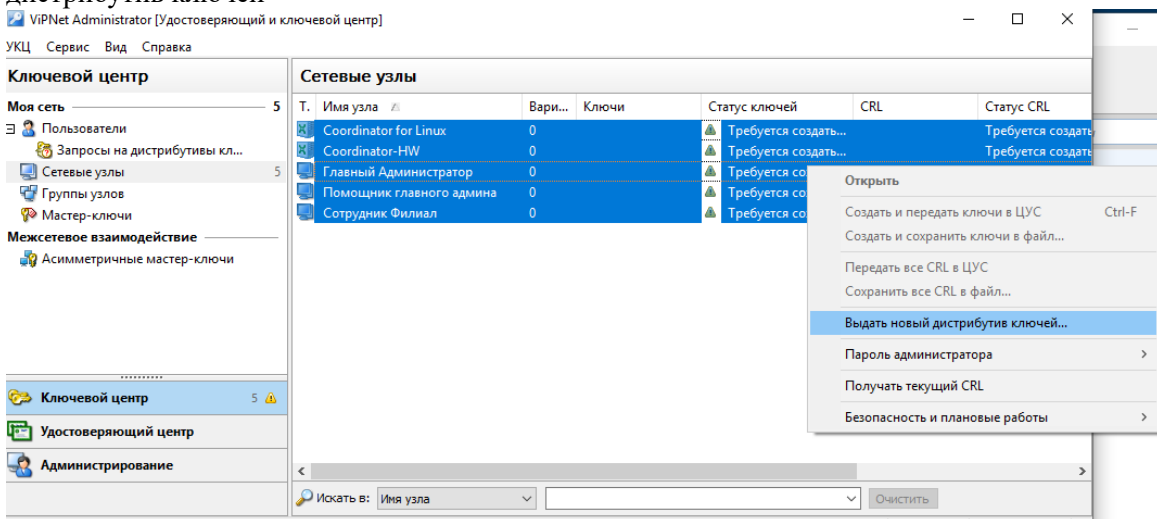 дистрибутив ключей
ViPNet Administrator [Удостоверяющий и ключевой центр]
УКЦ Сервис Вид Справка
Ключевой центр
Моя сеть 5
Пользователи
Запросы на дистрибутивы кл...
Сетевые узлы 5
Группы узлов
Мастер-ключи
Межсетевое взаимодействие
Асимметричные мастер-ключи
Ключевой центр 5
Удостоверяющий центр
Администрирование
Сетевые узлы
Т. Имя узла Вари... Ключи Статус ключей CRL Статус CRL
Coordinator for Linux 0 Требуется создать... Требуется создать
Coordinator-HW 0 Требуется создать... Требуется создать
Главный Администратор 0 Требуется со
Помощник главного админа 0 Требуется со
Сотрудник Филиал 0 Требуется со
Открыть
Создать и передать ключи в ЦУС Ctrl-F
Создать и сохранить ключи в файл...
Передать все CRL в ЦУС
Сохранить все CRL в файл...
Выдать новый дистрибутив ключей...
Пароль администратора
Получать текущий CRL
Безопасность и плановые работы
Искать в: Имя узла Очистить